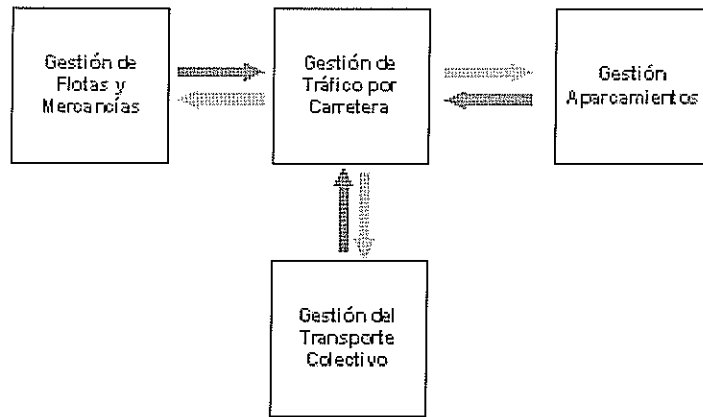 Gestión de
Flotas y
Mercancías
Gestión de
Tráfico por
Carretera
Gestión
Aparcamientos
Gestión del
Transporte
Colectivo